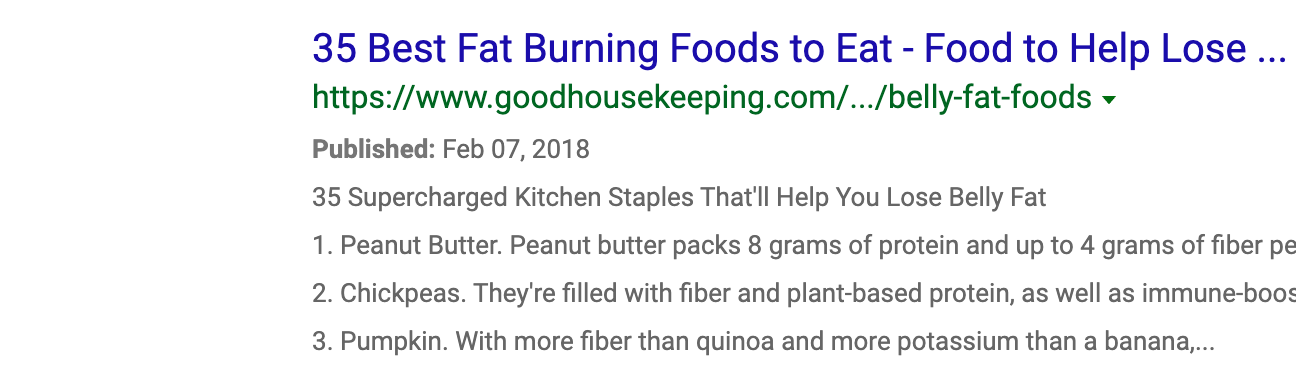 35 Best Fat Burning Foods to Eat - Food to Help Lose ...
https://www.goodhousekeeping.com/.../belly-fat-foods
Published: Feb 07, 2018
35 Supercharged Kitchen Staples That'll Help You Lose Belly Fat
1. Peanut Butter. Peanut butter packs 8 grams of protein and up to 4 grams of fiber pe
2. Chickpeas. They're filled with fiber and plant-based protein, as well as immune-boos
3. Pumpkin. With more fiber than quinoa and more potassium than a banana,...